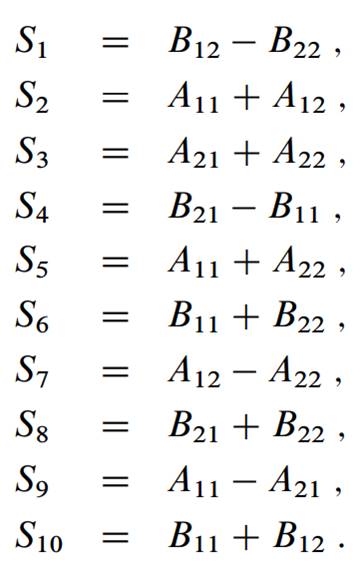 S₁ = B₁₂ − B₂₂ ,
S₂ = A₁₁ + A₁₂ ,
S₃ = A₂₁ + A₂₂ ,
S₄ = B₂₁ − B₁₁ ,
S₅ = A₁₁ + A₂₂ ,
S₆ = B₁₁ + B₂₂ ,
S₇ = A₁₂ − A₂₂ ,
S₈ = B₂₁ + B₂₂ ,
S₉ = A₁₁ − A₂₁ ,
S₁₀ = B₁₁ + B₁₂ .